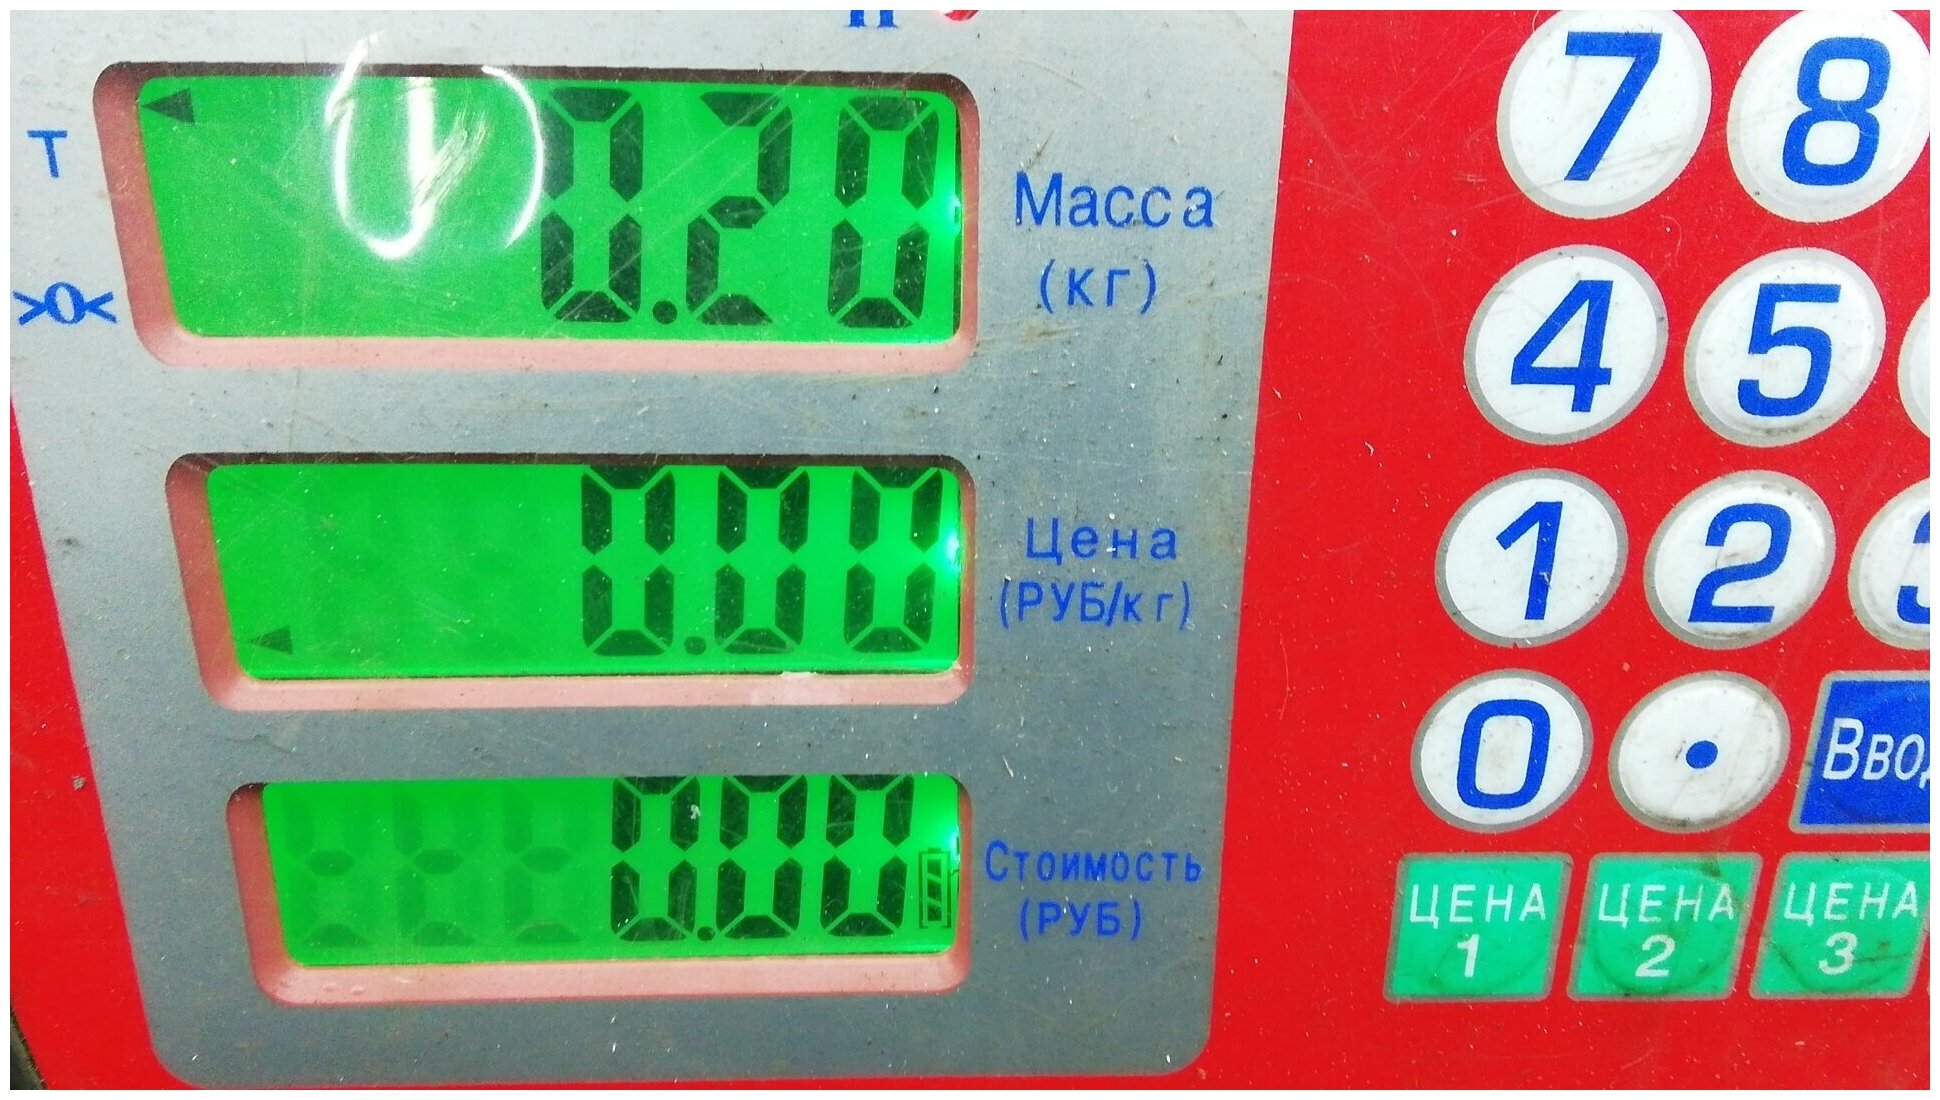 Т
>0<
0.20
Масса
(кг)
0.00
Цена
(РУБ/кг)
0.00
Стоимость
(РУБ)
7 8
4 5
1 2
0 .
ЦЕНА 1
ЦЕНА 2
ЦЕНА 3